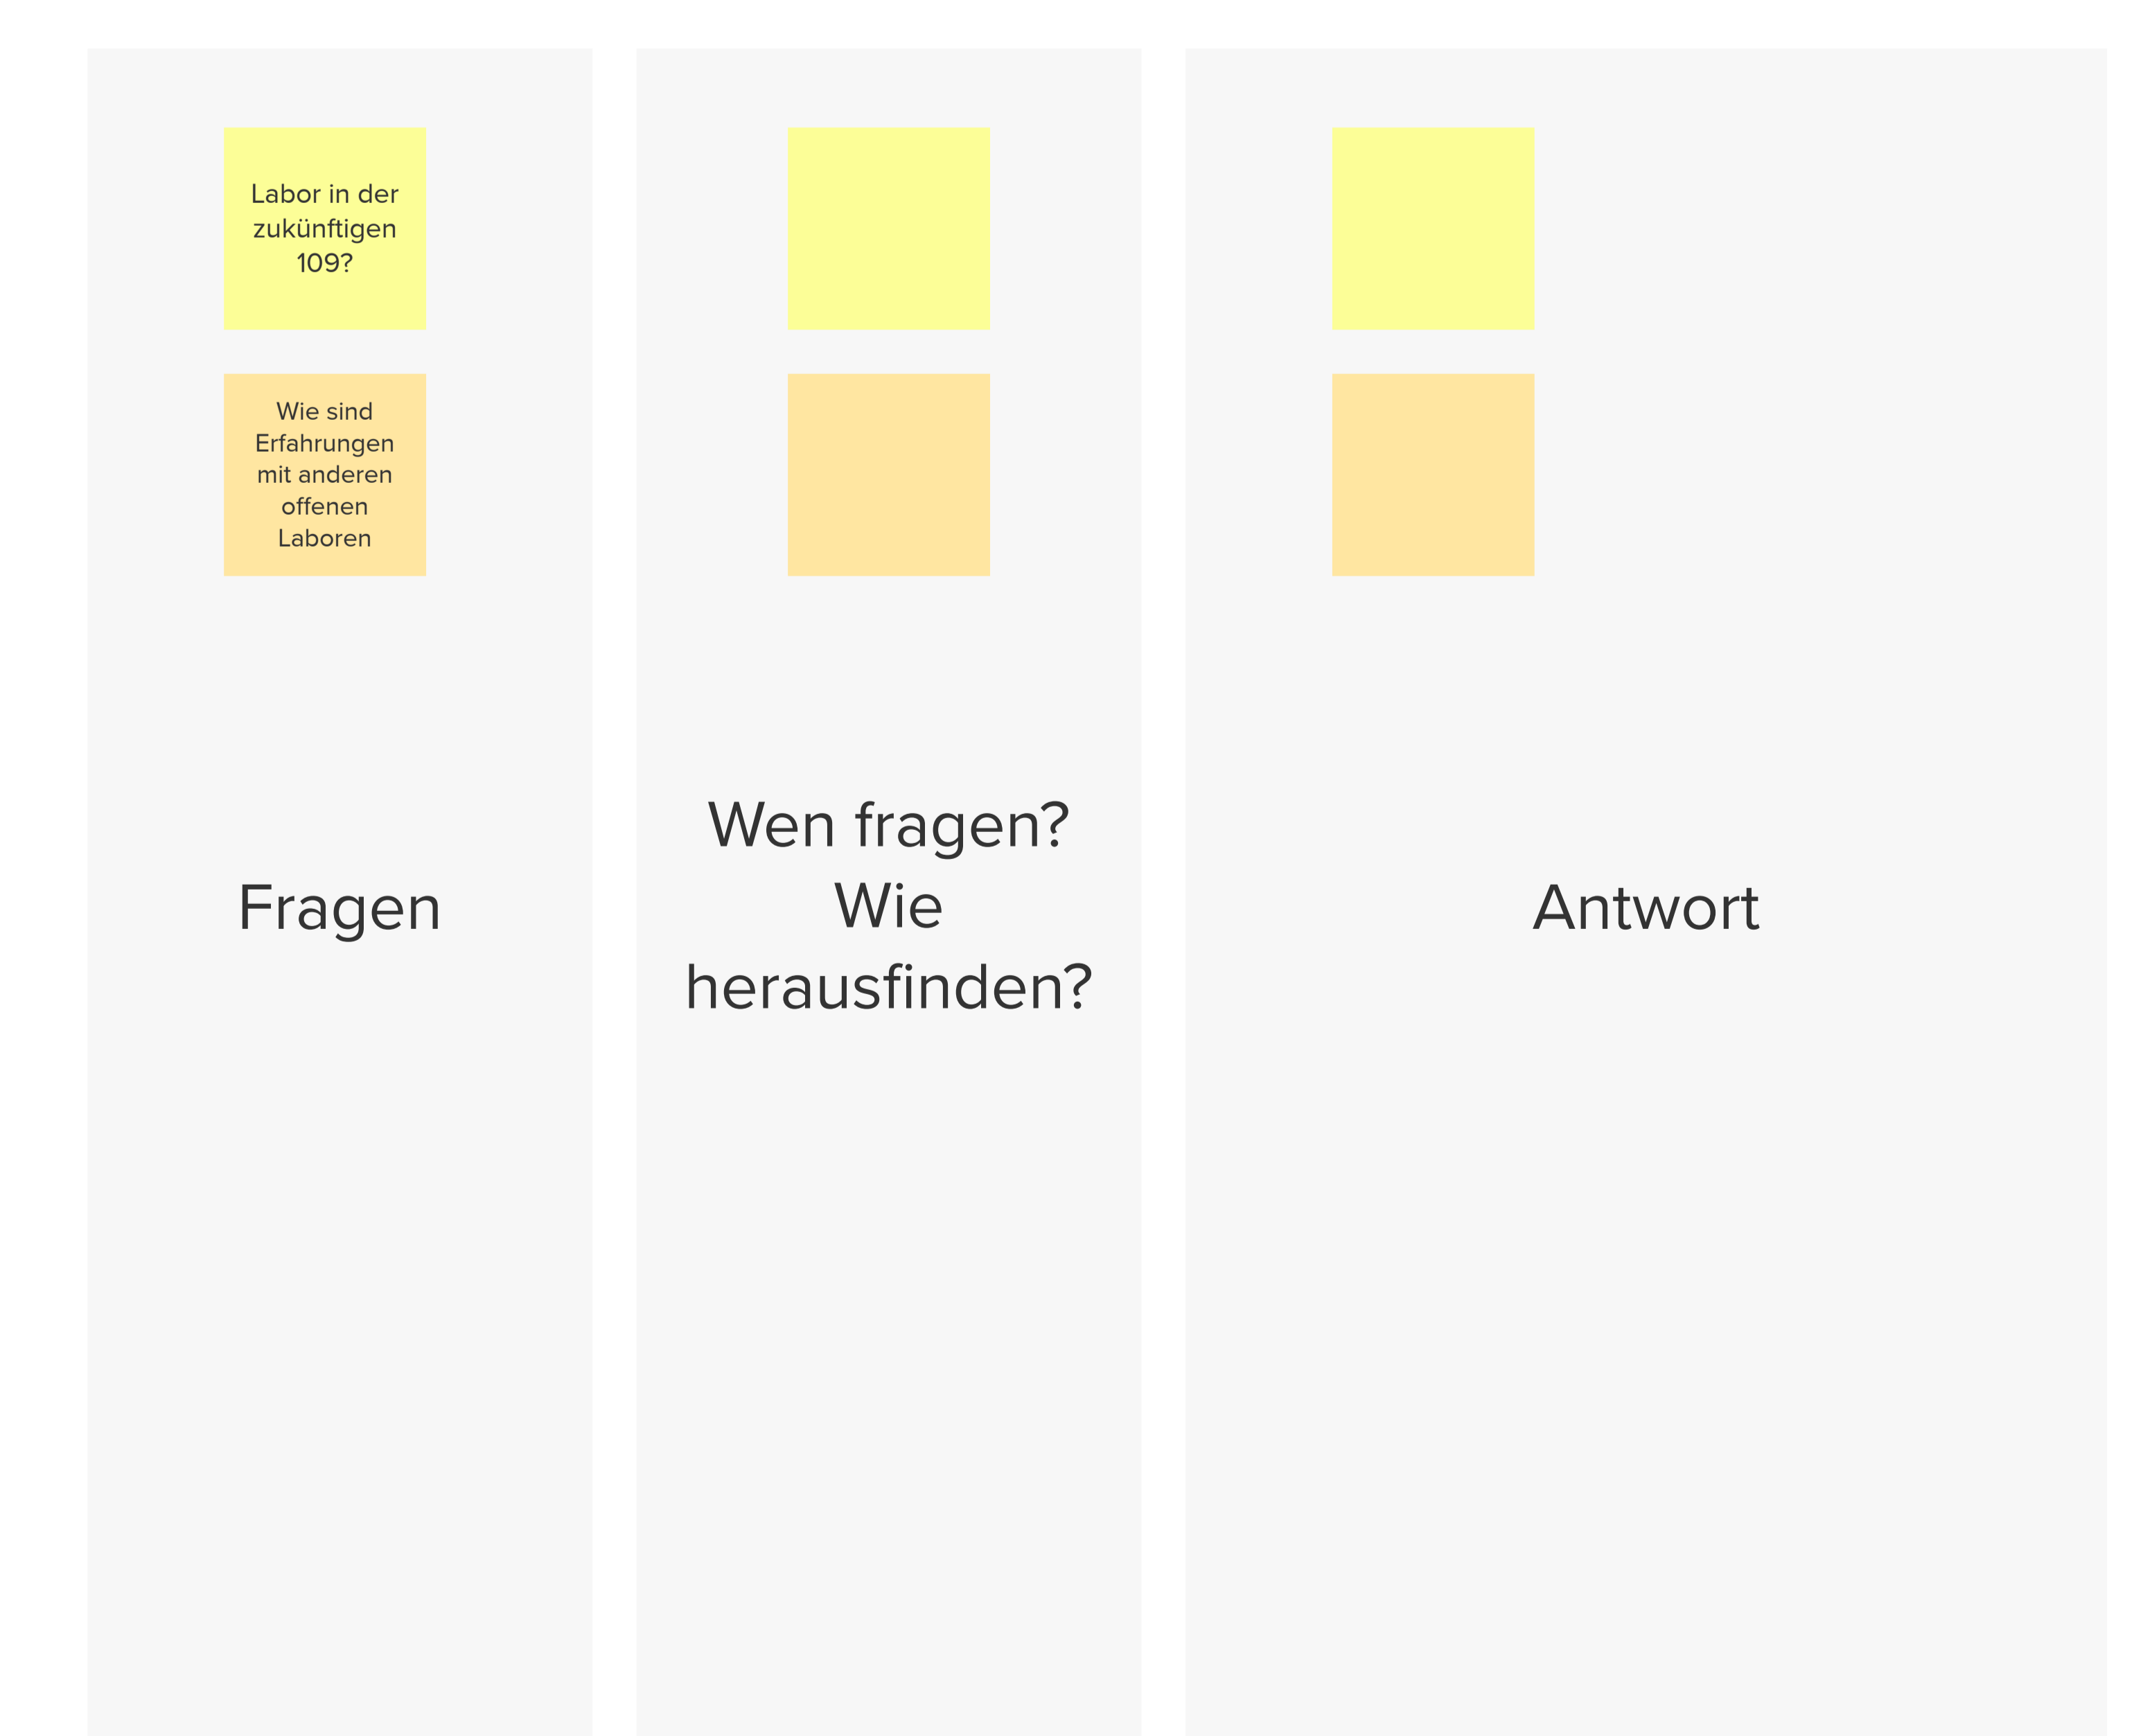 Labor in der
zukünftigen
109?
Wie sind
Erfahrungen
mit anderen
offenen
Laboren
Fragen
Wen fragen?
Wie
herausfinden?
Antwort